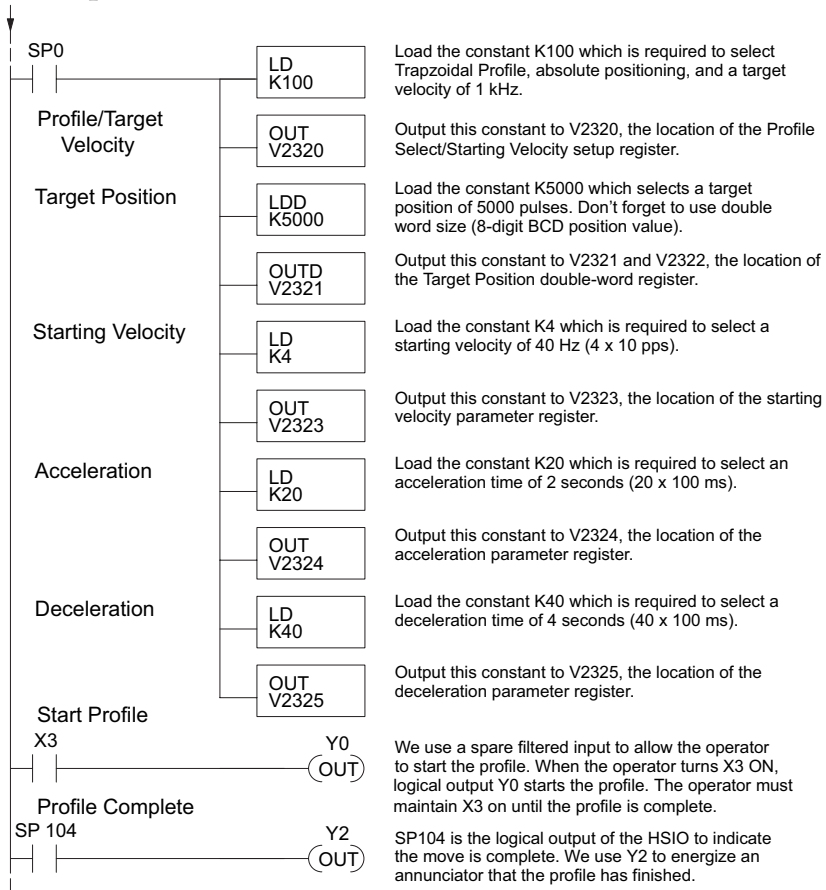 SP0
LD
K100
Load the constant K100 which is required to select
Trapzoidal Profile, absolute positioning, and a target
velocity of 1 kHz.
Profile/Target
Velocity
OUT
V2320
Output this constant to V2320, the location of the Profile
Select/Starting Velocity setup register.
Target Position
LDD
K5000
Load the constant K5000 which selects a target
position of 5000 pulses. Don’t forget to use double
word size (8-digit BCD position value).
OUTD
V2321
Output this constant to V2321 and V2322, the location of
the Target Position double-word register.
Starting Velocity
LD
K4
Load the constant K4 which is required to select a
starting velocity of 40 Hz (4 x 10 pps).
OUT
V2323
Output this constant to V2323, the location of the starting
velocity parameter register.
Acceleration
LD
K20
Load the constant K20 which is required to select an
acceleration time of 2 seconds (20 x 100 ms).
OUT
V2324
Output this constant to V2324, the location of the
acceleration parameter register.
Deceleration
LD
K40
Load the constant K40 which is required to select a
deceleration time of 4 seconds (40 x 100 ms).
OUT
V2325
Output this constant to V2325, the location of the
deceleration parameter register.
Start Profile
X3
Y0
OUT
We use a spare filtered input to allow the operator
to start the profile. When the operator turns X3 ON,
logical output Y0 starts the profile. The operator must
maintain X3 on until the profile is complete.
Profile Complete
SP 104
Y2
OUT
SP104 is the logical output of the HSIO to indicate
the move is complete. We use Y2 to energize an
annunciator that the profile has finished.